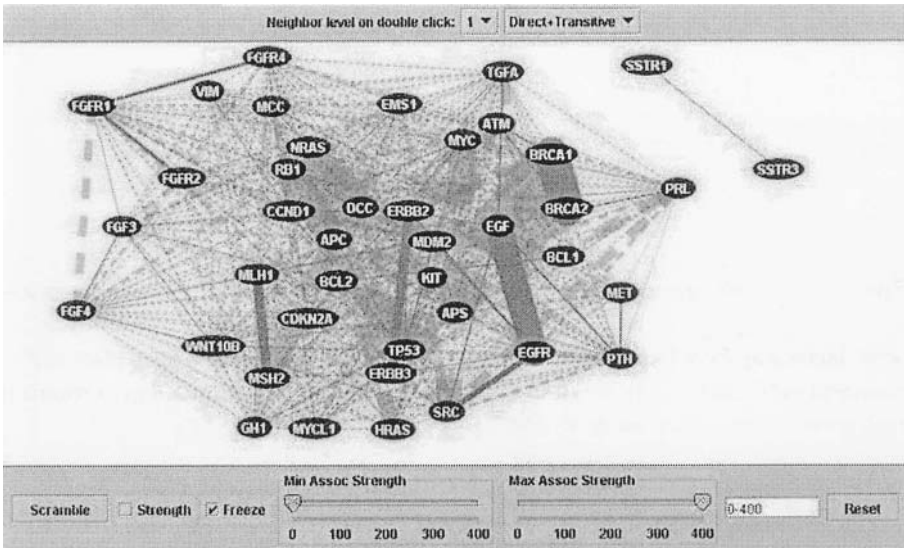 Neighbor level on double click: 1 Direct+Transitive
FGFR4
SSTR1
TGFA
VIM
FGFR1
MCC
EMS1
ATM
MYC
NRAS
BRCA1
RB1
SSTR3
FGFR2
PRL
CCND1
DCC
ERBB2
BRCA2
FGF3
EGF
APC
MDM2
BCL1
MLH1
BCL2
KIT
MET
FGF4
CDKN2A
APS
WNT10B
TP53
EGFR
PTH
MSH2
ERBB3
SRC
GH1
MYCL1
HRAS
Min Assoc Strength
Max Assoc Strength
Scramble Strength Freeze 0-400 Reset
0 100 200 300 400
0 100 200 300 400